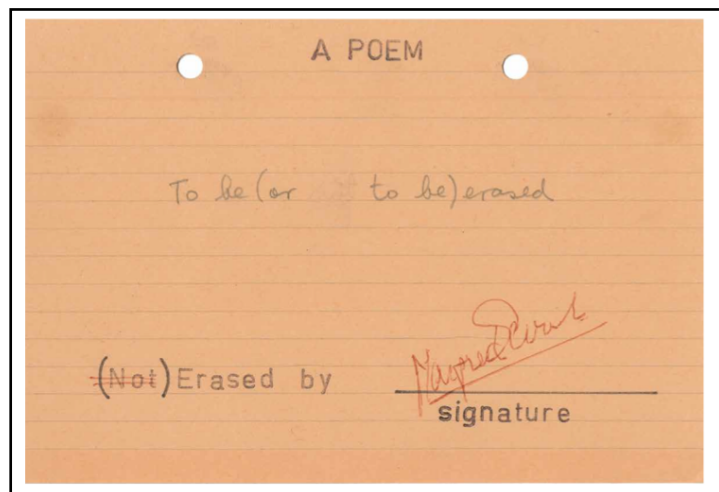 A POEM
To be (or to be) erased
(Not) Erased by
signature